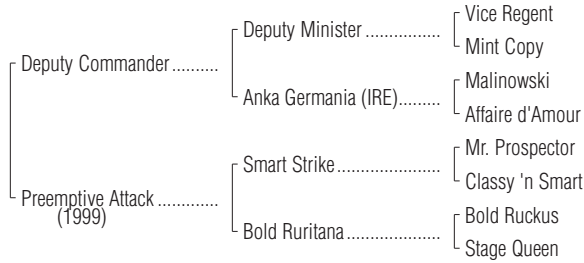 Vice Regent
Deputy Minister ..................
Mint Copy
Deputy Commander..........
Malinowski
Anka Germania (IRE).........
Affaire d'Amour
Mr. Prospector
Smart Strike.......................
Classy 'n Smart
Preemptive Attack.............
(1999)
Bold Ruckus
Bold Ruritana.....................
Stage Queen